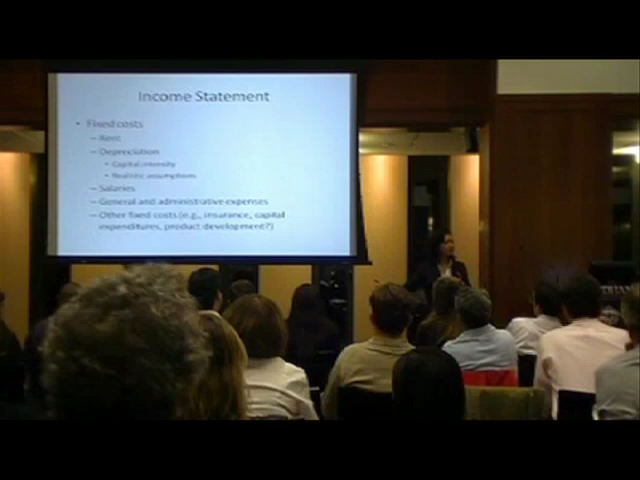 Income Statement
• Fixed costs
– Rent
– Depreciation
• Capital intensity
• Realistic assumptions
– Salaries
– General and administrative expenses
– Other fixed costs (e.g., insurance, capital
expenditures, product development?)